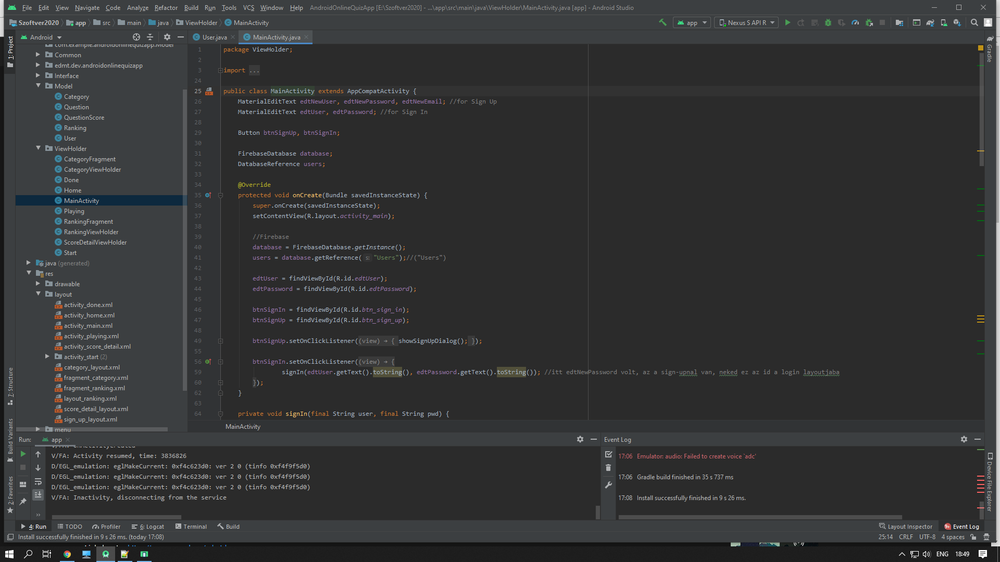 File Edit View Navigate Code Analyze Refactor Build Run Tools VCS Window Help AndroidOnlineQuizApp [E:\Szoftver2020] - ...\app\src\main\java\ViewHolder\MainActivity.java [app] - Android Studio
Szoftver2020 app src main java ViewHolder MainActivity
app Nexus S API R
1: Project
Android
User.java MainActivity.java
Gradle
com.example.androidonlinequizapp.Model
Common
edmt.dev.androidonlinequizapp
Interface
Model
Category
Question
QuestionScore
Ranking
User
ViewHolder
CategoryFragment
CategoryViewHolder
Done
Home
MainActivity
Playing
RankingFragment
RankingViewHolder
ScoreDetailViewHolder
Start
java (generated)
res
drawable
layout
activity_done.xml
activity_home.xml
activity_main.xml
activity_playing.xml
activity_score_detail.xml
activity_start (2)
category_layout.xml
fragment_category.xml
fragment_ranking.xml
layout_ranking.xml
score_detail_layout.xml
sign_up_layout.xml
menu
7: Structure
Build Variants
2: Favorites
1 package ViewHolder;
2
3 import ...
24
25 public class MainActivity extends AppCompatActivity {
26 MaterialEditText edtNewUser, edtNewPassword, edtNewEmail; //for Sign Up
27 MaterialEditText edtUser, edtPassword; //for Sign In
28
29 Button btnSignUp, btnSignIn;
30
31 FirebaseDatabase database;
32 DatabaseReference users;
33
34 @Override
35 protected void onCreate(Bundle savedInstanceState) {
36 super.onCreate(savedInstanceState);
37 setContentView(R.layout.activity_main);
38
39 //Firebase
40 database = FirebaseDatabase.getInstance();
41 users = database.getReference( s: "Users");//("Users")
42
43 edtUser = findViewById(R.id.edtUser);
44 edtPassword = findViewById(R.id.edtPassword);
45
46 btnSignIn = findViewById(R.id.btn_sign_in);
47 btnSignUp = findViewById(R.id.btn_sign_up);
48
49 btnSignUp.setOnClickListener((view) → { showSignUpDialog(); });
55
56 btnSignIn.setOnClickListener((view) → {
59 signIn(edtUser.getText().toString(), edtPassword.getText().toString()); //itt edtNewPassword volt, az a sign-upnal van, neked ez az id a login layoutjaba
60 });
62 }
63
64 private void signIn(final String user, final String pwd) {
MainActivity
Run: app
V/FA: onActivityCreated
V/FA: Activity resumed, time: 3836826
D/EGL_emulation: eglMakeCurrent: 0xf4c623d0: ver 2 0 (tinfo 0xf4f9f5d0)
D/EGL_emulation: eglMakeCurrent: 0xf4c623d0: ver 2 0 (tinfo 0xf4f9f5d0)
D/EGL_emulation: eglMakeCurrent: 0xf4c623d0: ver 2 0 (tinfo 0xf4f9f5d0)
V/FA: Inactivity, disconnecting from the service
Event Log
17:06 Emulator: audio: Failed to create voice `adc'
17:06 Gradle build finished in 35 s 737 ms
17:08 Install successfully finished in 9 s 26 ms.
Device File Explorer
4: Run TODO Profiler 6: Logcat Terminal Build Layout Inspector 9+ Event Log
Install successfully finished in 9 s 26 ms. (today 17:08) 25:14 CRLF UTF-8 4 spaces
ENG 18:49